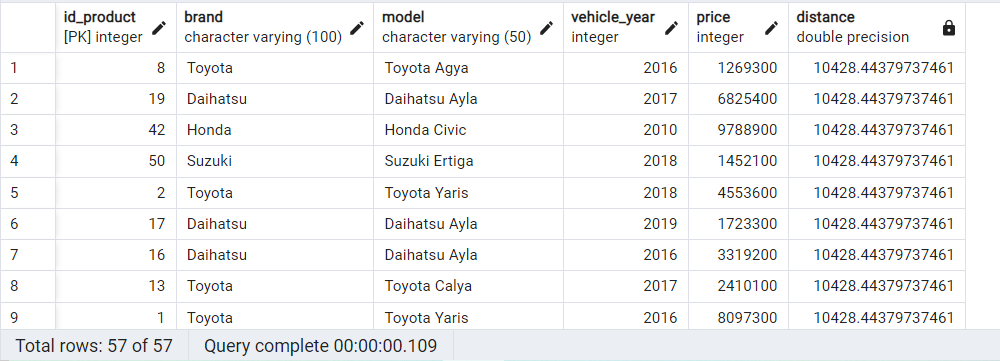 id_product brand model vehicle_year price distance
[PK] integer character varying (100) character varying (50) integer integer double precision
1 8 Toyota Toyota Agya 2016 1269300 10428.44379737461
2 19 Daihatsu Daihatsu Ayla 2017 6825400 10428.44379737461
3 42 Honda Honda Civic 2010 9788900 10428.44379737461
4 50 Suzuki Suzuki Ertiga 2018 1452100 10428.44379737461
5 2 Toyota Toyota Yaris 2018 4553600 10428.44379737461
6 17 Daihatsu Daihatsu Ayla 2019 1723300 10428.44379737461
7 16 Daihatsu Daihatsu Ayla 2016 3319200 10428.44379737461
8 13 Toyota Toyota Calya 2017 2410100 10428.44379737461
9 1 Toyota Toyota Yaris 2016 8097300 10428.44379737461
Total rows: 57 of 57 Query complete 00:00:00.109